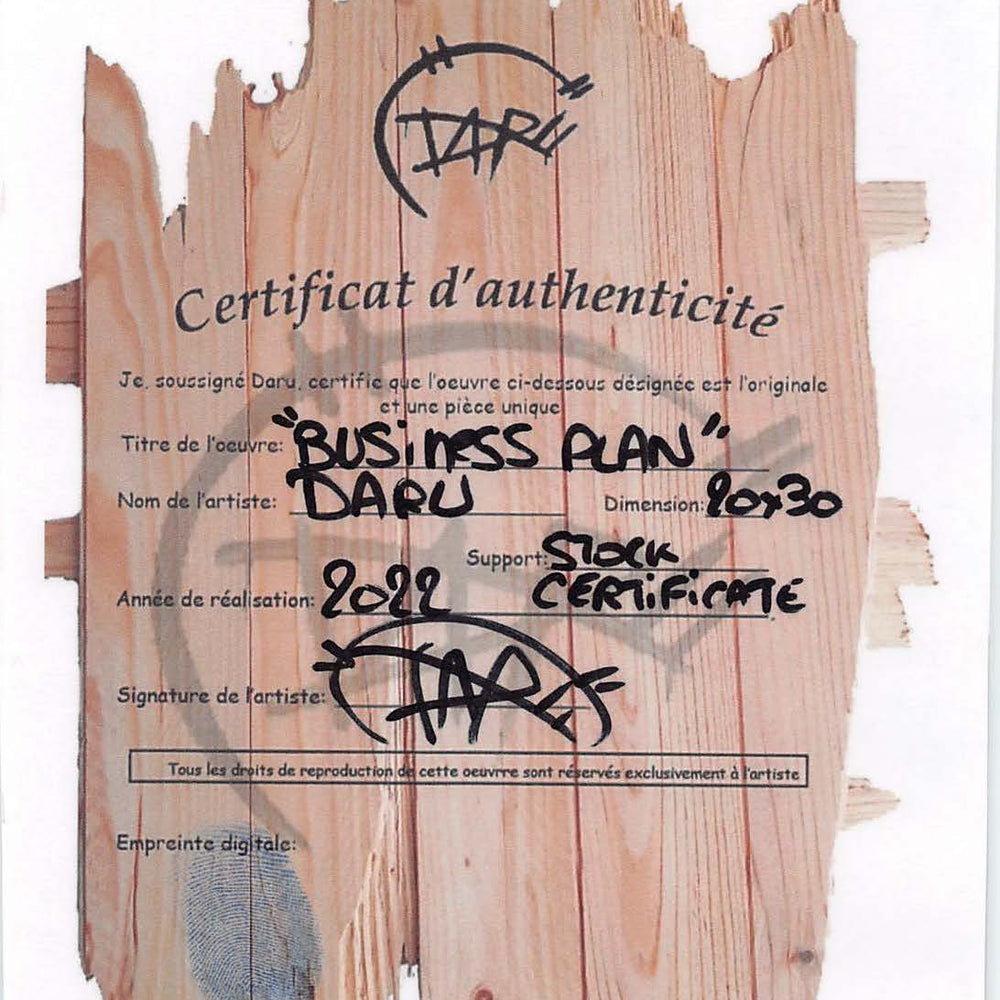 DARU
Certificat d'authenticité
Je, soussigné Daru, certifie que l'oeuvre ci-dessous désignée est l'originale
et une pièce unique
Titre de l'oeuvre: "BUSiNESS PLAN"
Nom de l'artiste: DARU Dimension: 20x30
Support: STOCK
Année de réalisation: 2022 CERTiFiCATE
Signature de l'artiste: DARU
Tous les droits de reproduction de cette oeuvrre sont réservés exclusivement à l'artiste
Empreinte digitale: